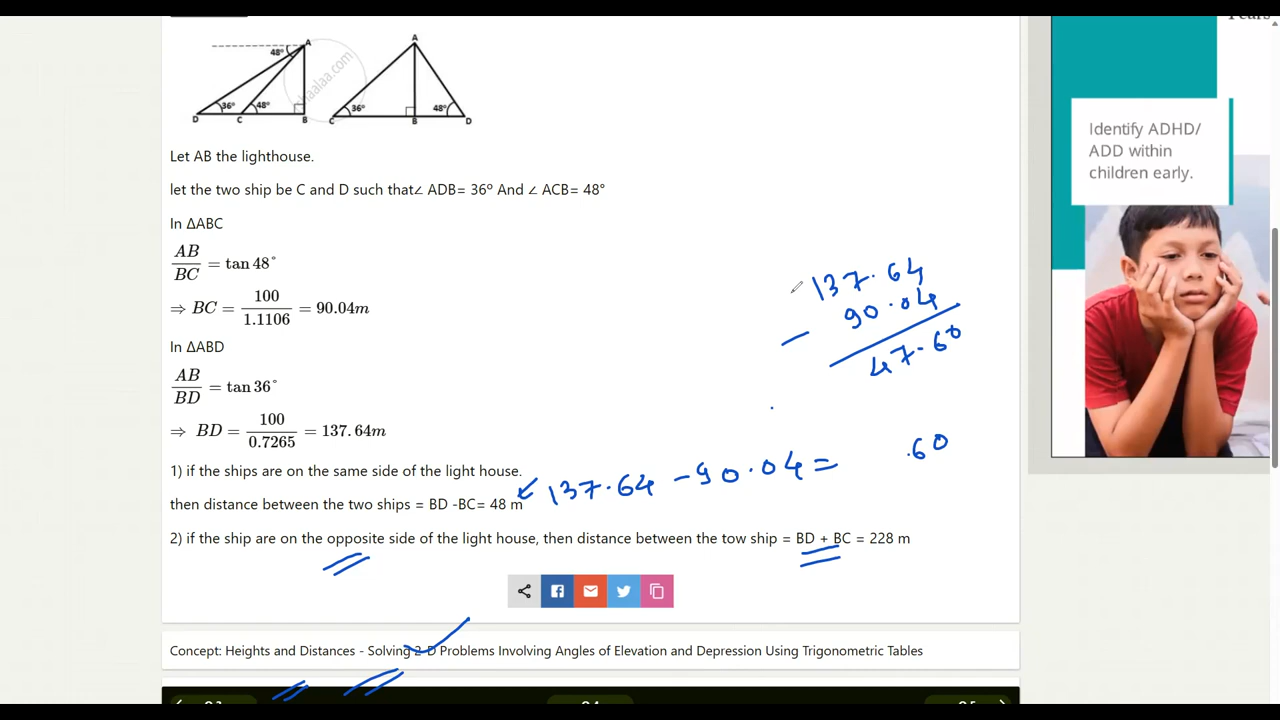 Years
A
48°
36°
48°
D
C
B
A
36°
48°
C
B
D
shaalaa.com
Let AB the lighthouse.
let the two ship be C and D such that∠ ADB= 36° And ∠ ACB= 48°
In ΔABC
AB/BC = tan 48°
⇒ BC = 100/1.1106 = 90.04m
In ΔABD
AB/BD = tan 36°
⇒ BD = 100/0.7265 = 137.64m
1) if the ships are on the same side of the light house.
then distance between the two ships = BD -BC= 48 m
2) if the ship are on the opposite side of the light house, then distance between the tow ship = BD + BC = 228 m
137.64
- 90.04
47.60
.60
137.64 - 90.04 =
Concept: Heights and Distances - Solving 2-D Problems Involving Angles of Elevation and Depression Using Trigonometric Tables
Identify ADHD/
ADD within
children early.